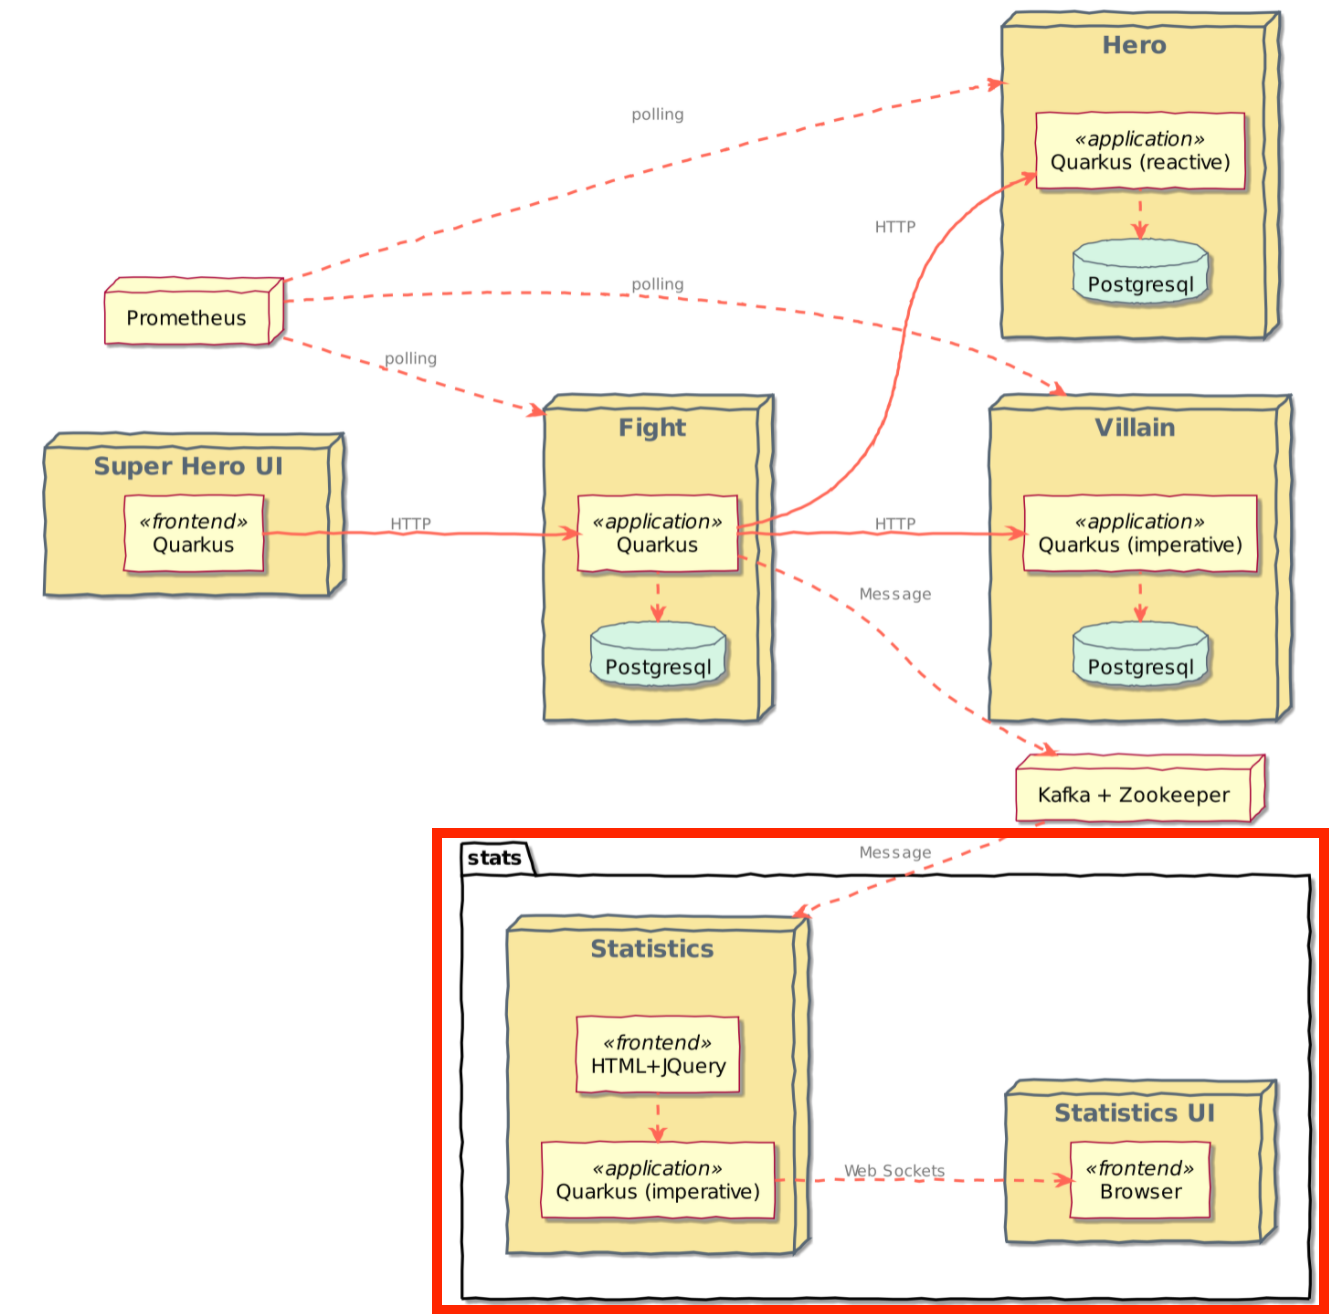 Hero
«application»
Quarkus (reactive)
Postgresql
polling
HTTP
polling
Prometheus
polling
Super Hero UI
«frontend»
Quarkus
HTTP
Fight
«application»
Quarkus
Postgresql
HTTP
Message
Villain
«application»
Quarkus (imperative)
Postgresql
Kafka + Zookeeper
Message
stats
Statistics
«frontend»
HTML+JQuery
«application»
Quarkus (imperative)
Web Sockets
Statistics UI
«frontend»
Browser